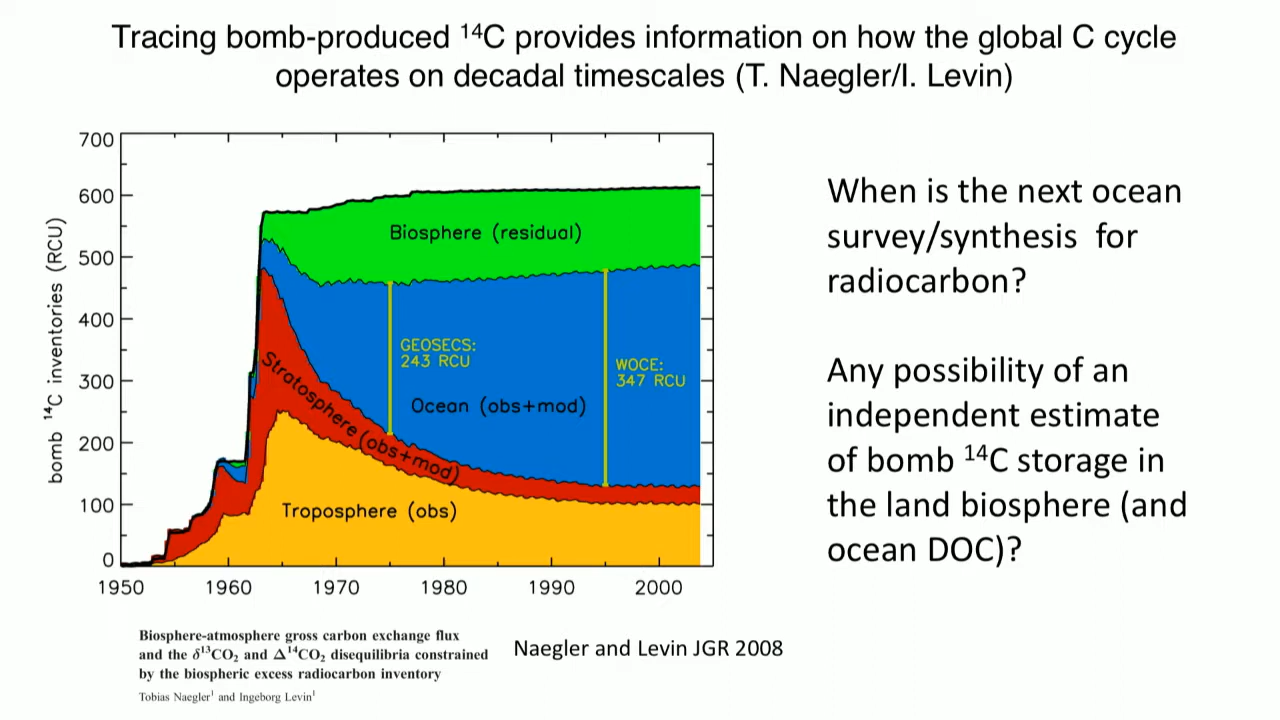 Tracing bomb-produced ¹⁴C provides information on how the global C cycle
operates on decadal timescales (T. Naegler/I. Levin)
700
600
500
400
300
200
100
0
bomb ¹⁴C inventories (RCU)
Biosphere (residual)
GEOSECS:
243 RCU
WOCE:
347 RCU
Ocean (obs+mod)
Stratosphere (obs+mod)
Troposphere (obs)
1950 1960 1970 1980 1990 2000
When is the next ocean
survey/synthesis for
radiocarbon?
Any possibility of an
independent estimate
of bomb ¹⁴C storage in
the land biosphere (and
ocean DOC)?
Biosphere-atmosphere gross carbon exchange flux
and the δ¹³CO₂ and Δ¹⁴CO₂ disequilibria constrained
by the biospheric excess radiocarbon inventory
Tobias Naegler¹ and Ingeborg Levin¹
Naegler and Levin JGR 2008